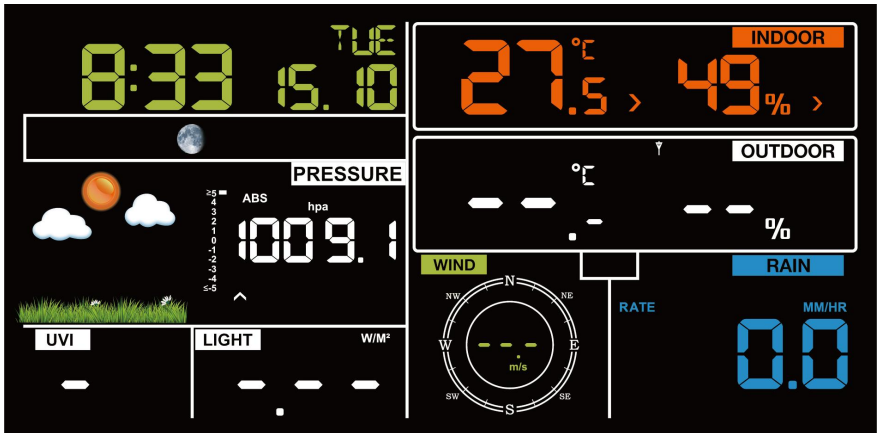 8:33
TUE
15. 10
INDOOR
27.5 °C
49%
OUTDOOR
--.- °C
-- %
PRESSURE
ABS
hpa
1009.1
≥5
4
3
2
1
0
-1
-2
-3
-4
≤-5
UVI
-
LIGHT
W/M²
--.-
WIND
N
NE
E
SE
S
SW
W
NW
--.-
m/s
RAIN
RATE
MM/HR
0.0